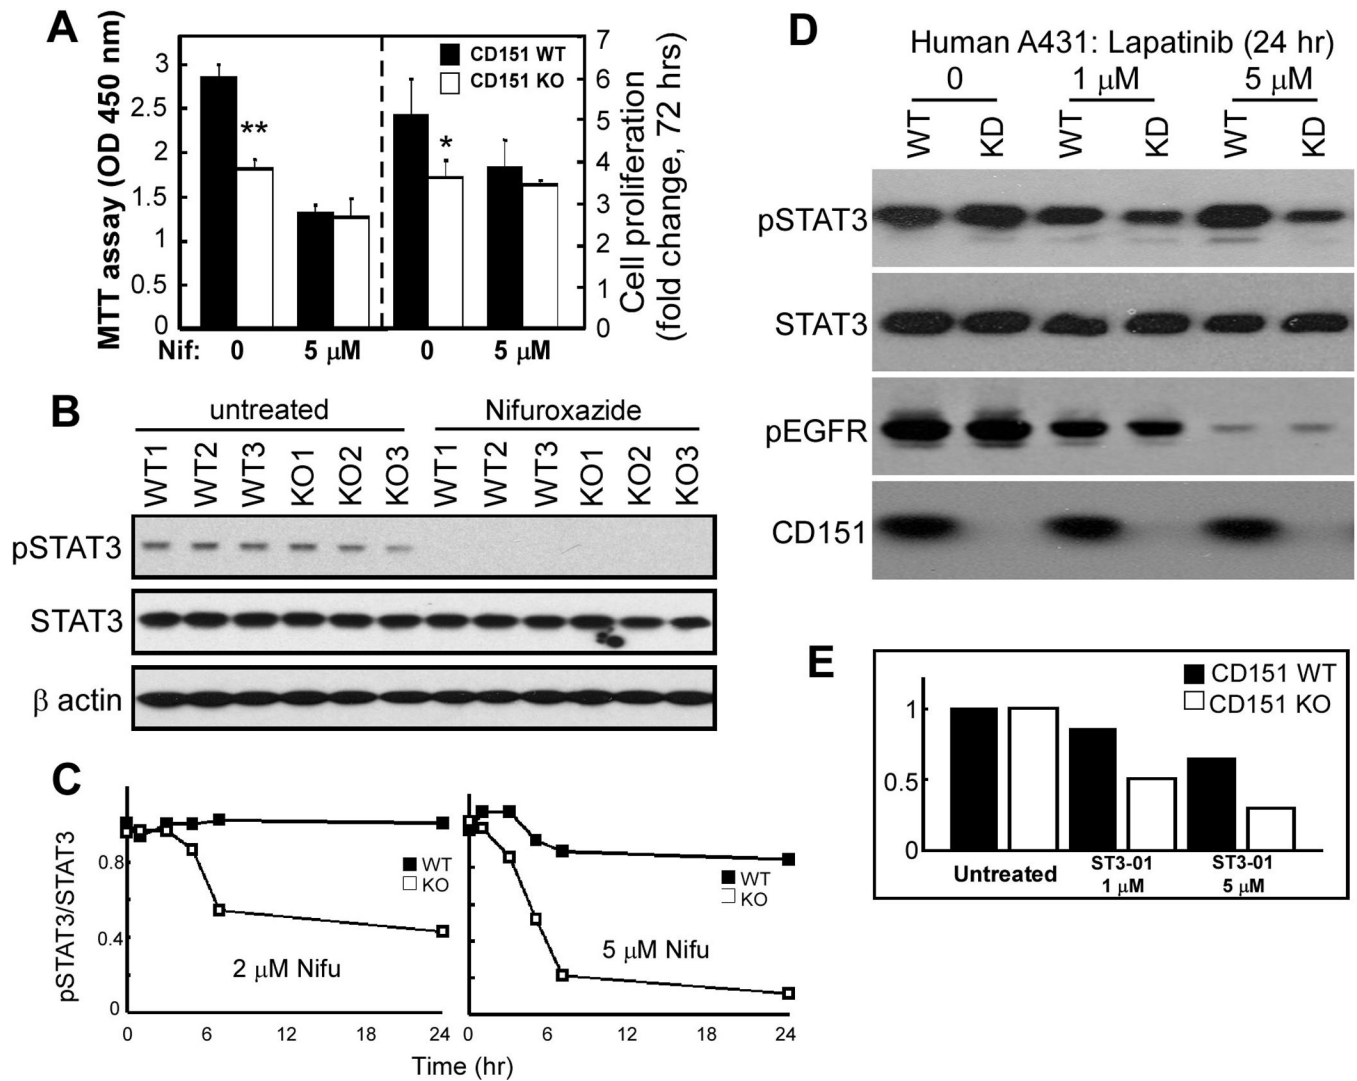 A
MTT assay (OD 450 nm)
3
2.5
2
1.5
1
0.5
0
CD151 WT
CD151 KO
**
*
7
6
5
4
3
2
1
0
Cell proliferation
(fold change, 72 hrs)
Nif: 0 5 μM 0 5 μM
B
untreated Nifuroxazide
WT1 WT2 WT3 KO1 KO2 KO3 WT1 WT2 WT3 KO1 KO2 KO3
pSTAT3
STAT3
β actin
C
pSTAT3/STAT3
0.8
0.4
0
WT
KO
2 μM Nifu
0 6 12 18 24
WT
KO
5 μM Nifu
0 6 12 18 24
Time (hr)
D
Human A431: Lapatinib (24 hr)
0 1 μM 5 μM
WT KD WT KD WT KD
pSTAT3
STAT3
pEGFR
CD151
E
CD151 WT
CD151 KO
1
0.5
0
Untreated
ST3-01
1 μM
ST3-01
5 μM